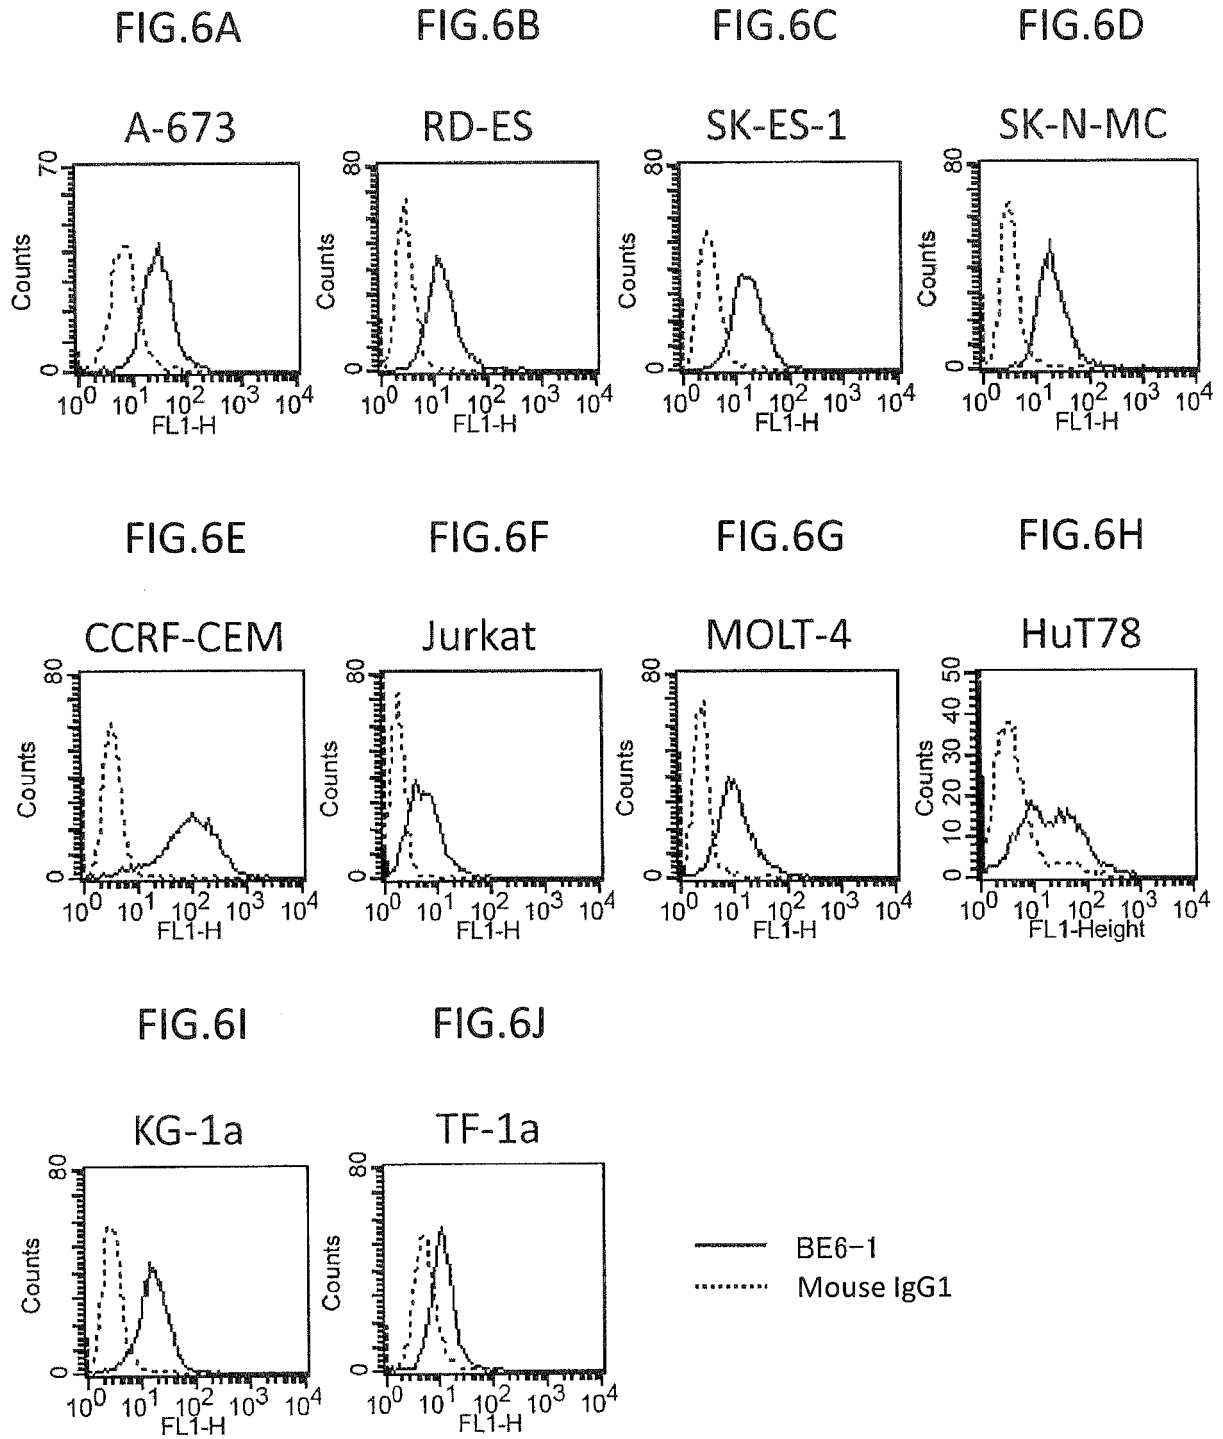 FIG.6A
FIG.6B
FIG.6C
FIG.6D
A-673
RD-ES
SK-ES-1
SK-N-MC
70
0
Counts
10^0 10^1 10^2 10^3 10^4
FL1-H
80
0
Counts
10^0 10^1 10^2 10^3 10^4
FL1-H
80
0
Counts
10^0 10^1 10^2 10^3 10^4
FL1-H
80
0
Counts
10^0 10^1 10^2 10^3 10^4
FL1-H
FIG.6E
FIG.6F
FIG.6G
FIG.6H
CCRF-CEM
Jurkat
MOLT-4
HuT78
80
0
Counts
10^0 10^1 10^2 10^3 10^4
FL1-H
80
0
Counts
10^0 10^1 10^2 10^3 10^4
FL1-H
80
0
Counts
10^0 10^1 10^2 10^3 10^4
FL1-H
50
40
30
20
10
0
Counts
10^0 10^1 10^2 10^3 10^4
FL1-Height
FIG.6I
FIG.6J
KG-1a
TF-1a
80
0
Counts
10^0 10^1 10^2 10^3 10^4
FL1-H
80
0
Counts
10^0 10^1 10^2 10^3 10^4
FL1-H
BE6-1
Mouse IgG1